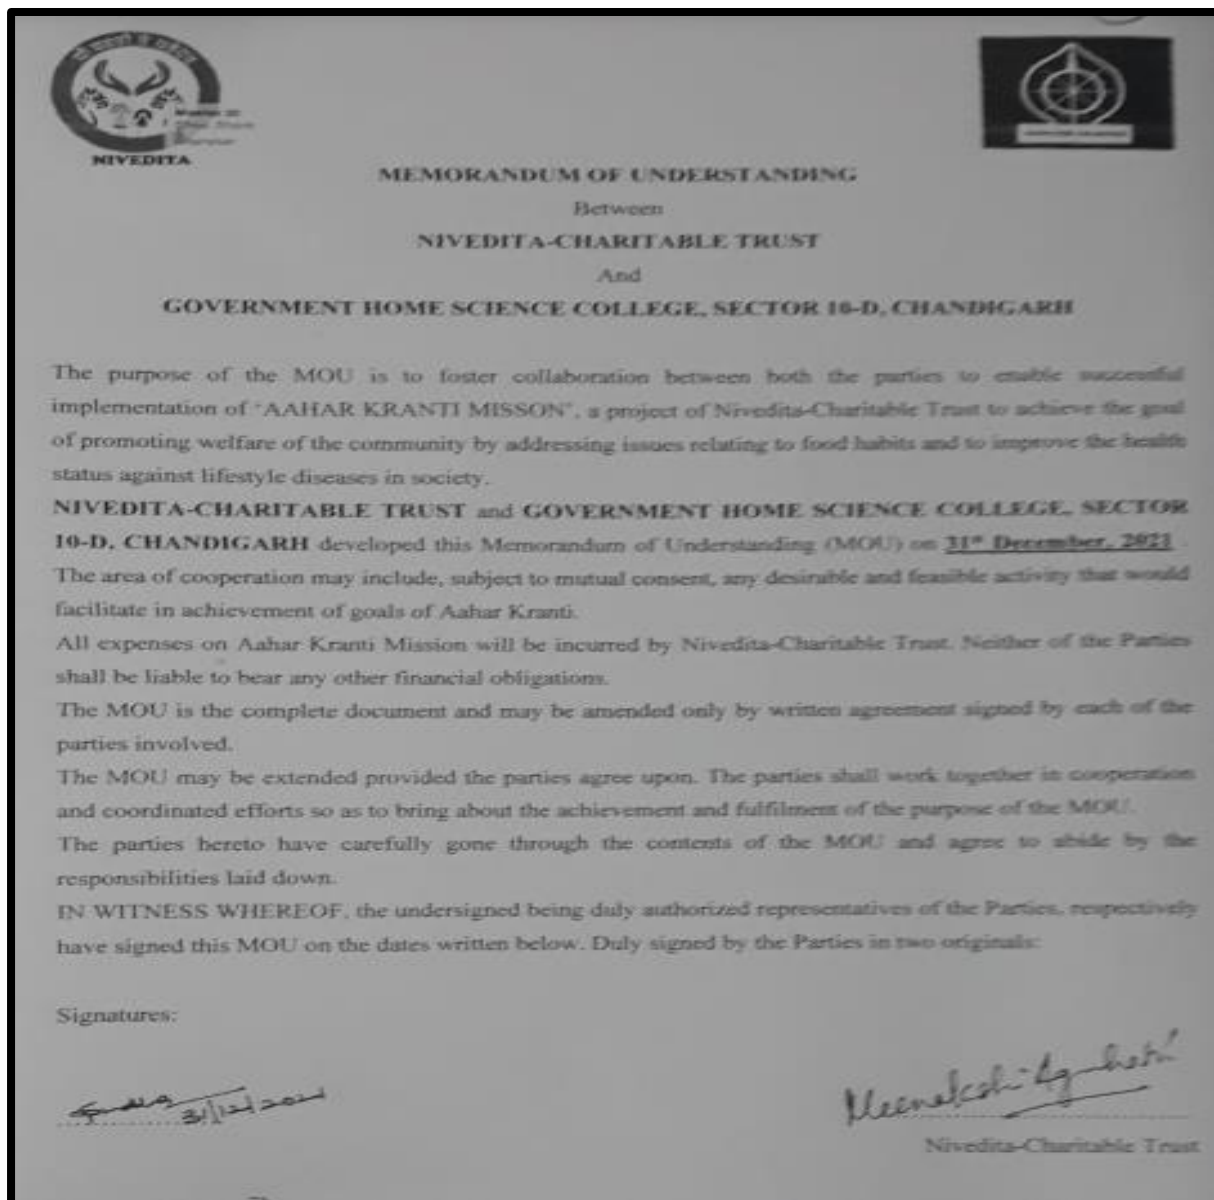 NIVEDITA
MEMORANDUM OF UNDERSTANDING
Between
NIVEDITA-CHARITABLE TRUST
And
GOVERNMENT HOME SCIENCE COLLEGE, SECTOR 10-D, CHANDIGARH
The purpose of the MOU is to foster collaboration between both the parties to enable successful
implementation of 'AAHAR KRANTI MISSON', a project of Nivedita-Charitable Trust to achieve the goal
of promoting welfare of the community by addressing issues relating to food habits and to improve the health
status against lifestyle diseases in society.
NIVEDITA-CHARITABLE TRUST and GOVERNMENT HOME SCIENCE COLLEGE, SECTOR
10-D, CHANDIGARH developed this Memorandum of Understanding (MOU) on 31st December, 2021
The area of cooperation may include, subject to mutual consent, any desirable and feasible activity that would
facilitate in achievement of goals of Aahar Kranti.
All expenses on Aahar Kranti Mission will be incurred by Nivedita-Charitable Trust. Neither of the Parties
shall be liable to bear any other financial obligations.
The MOU is the complete document and may be amended only by written agreement signed by each of the
parties involved.
The MOU may be extended provided the parties agree upon. The parties shall work together in cooperation
and coordinated efforts so as to bring about the achievement and fulfilment of the purpose of the MOU.
The parties hereto have carefully gone through the contents of the MOU and agree to abide by the
responsibilities laid down.
IN WITNESS WHEREOF, the undersigned being duly authorized representatives of the Parties, respectively
have signed this MOU on the dates written below. Duly signed by the Parties in two originals:
Signatures:
31/12/2021
Meenakshi Agnihotri
Nivedita-Charitable Trust